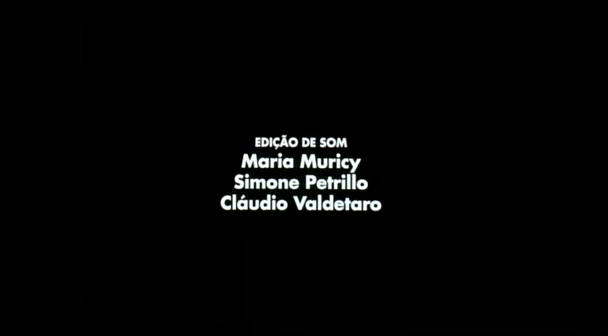 EDIÇÃO DE SOM
Maria Muricy
Simone Petrillo
Cláudio Valdetaro